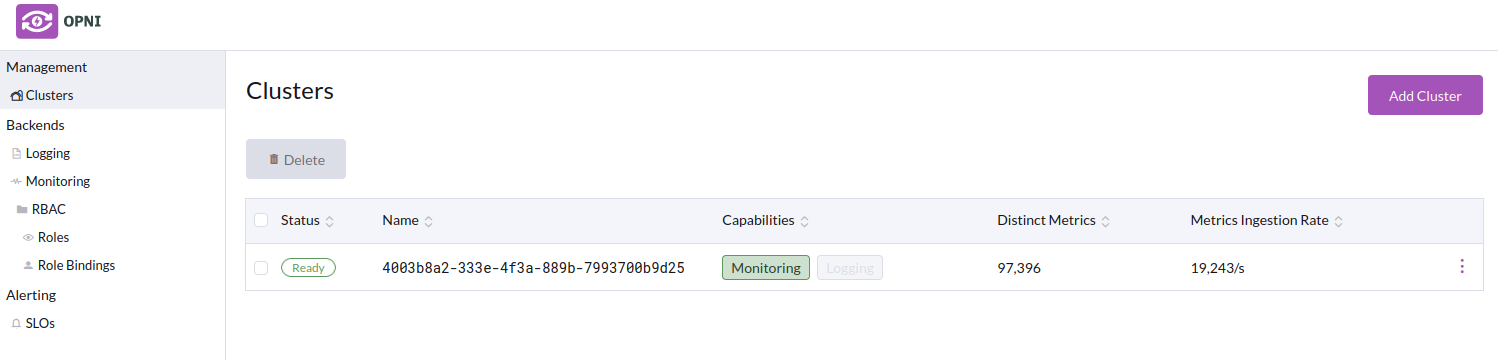 OPNI
Management
Clusters
Backends
Logging
Monitoring
RBAC
Roles
Role Bindings
Alerting
SLOs
Clusters
Add Cluster
Delete
Status Name Capabilities Distinct Metrics Metrics Ingestion Rate
Ready 4003b8a2-333e-4f3a-889b-7993700b9d25 Monitoring Logging 97,396 19,243/s